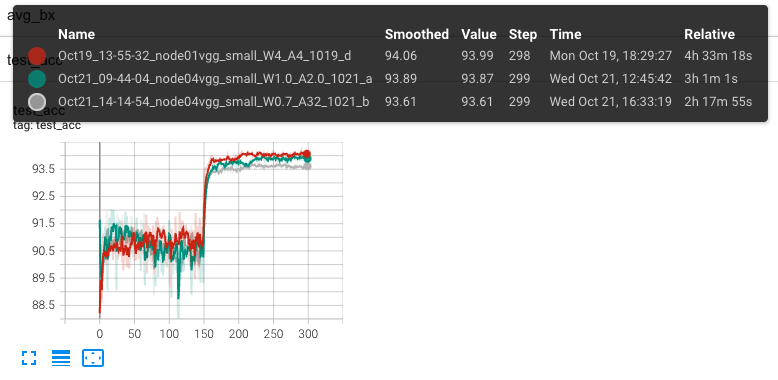 avg_bx
Name Smoothed Value Step Time Relative
test_acc
Oct19_13-55-32_node01vgg_small_W4_A4_1019_d 94.06 93.99 298 Mon Oct 19, 18:29:27 4h 33m 18s
Oct21_09-44-04_node04vgg_small_W1.0_A2.0_1021_a 93.89 93.87 299 Wed Oct 21, 12:45:42 3h 1m 1s
Oct21_14-14-54_node04vgg_small_W0.7_A32_1021_b 93.61 93.61 299 Wed Oct 21, 16:33:19 2h 17m 55s
test_acc
tag: test_acc
93.5
92.5
91.5
90.5
89.5
88.5
0 50 100 150 200 250 300